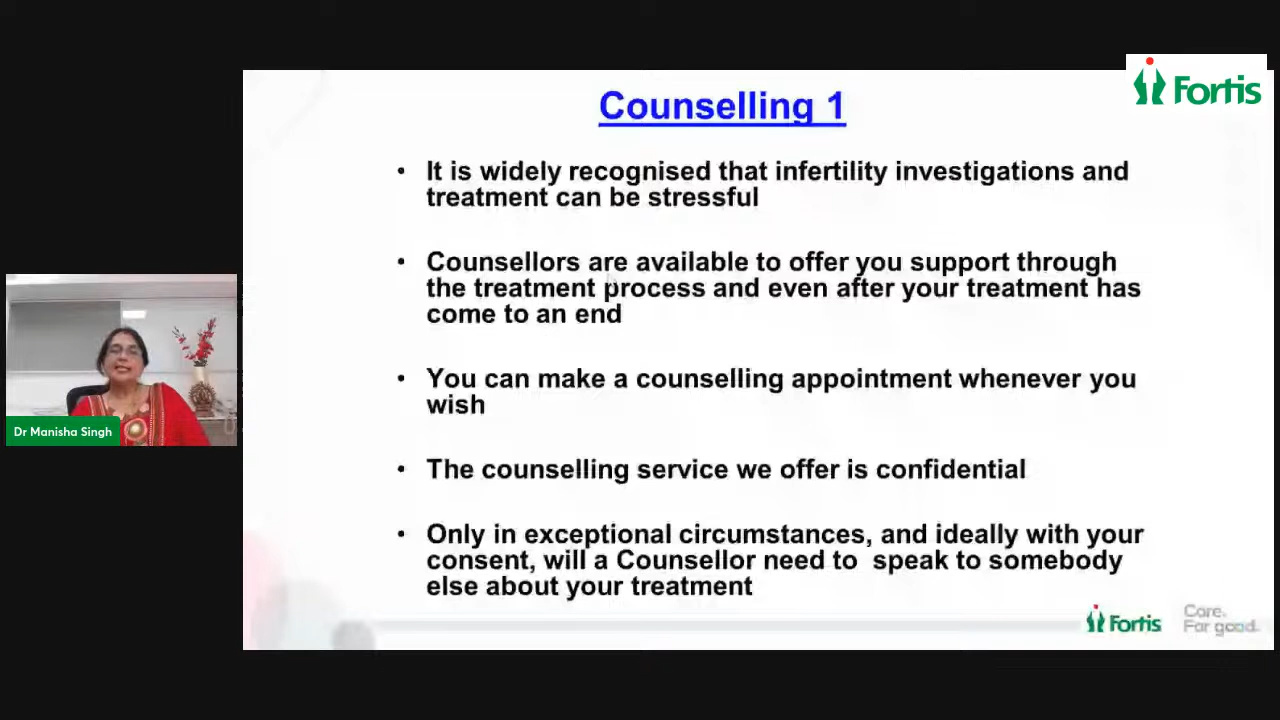 Fortis
Counselling 1
• It is widely recognised that infertility investigations and
treatment can be stressful
• Counsellors are available to offer you support through
the treatment process and even after your treatment has
come to an end
• You can make a counselling appointment whenever you
wish
• The counselling service we offer is confidential
• Only in exceptional circumstances, and ideally with your
consent, will a Counsellor need to  speak to somebody
else about your treatment
Dr Manisha Singh
Fortis
Care.
For good.